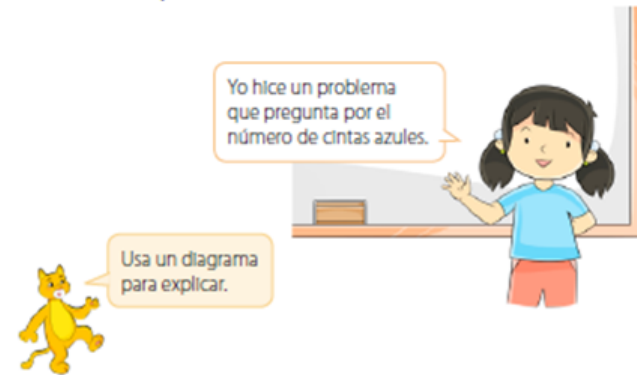 Yo hice un problema
que pregunta por el
número de cintas azules.
Usa un diagrama
para explicar.